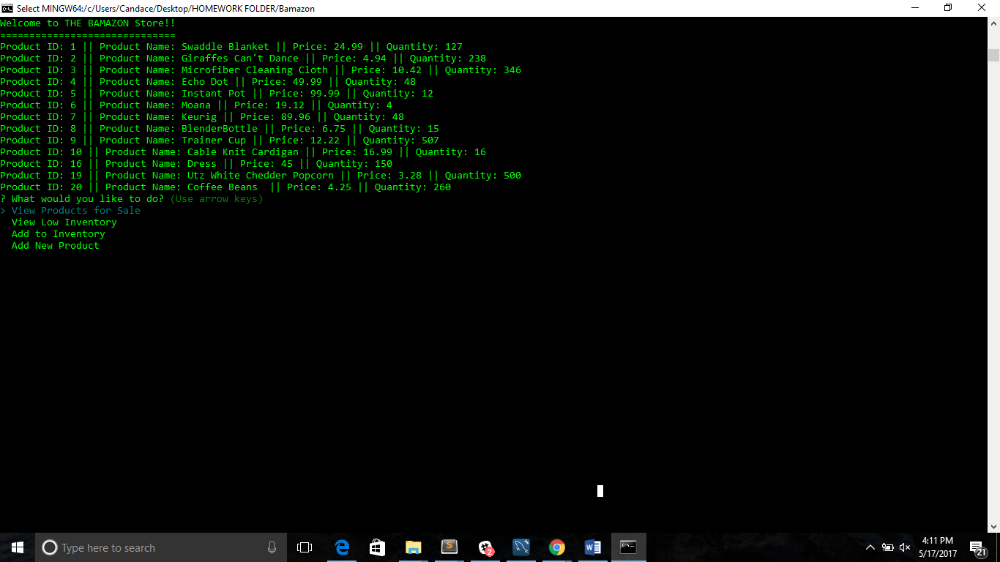 Select MINGW64:/c/Users/Candace/Desktop/HOMEWORK FOLDER/Bamazon
Welcome to THE BAMAZON Store!!
==============================
Product ID: 1 || Product Name: Swaddle Blanket || Price: 24.99 || Quantity: 127
Product ID: 2 || Product Name: Giraffes Can't Dance || Price: 4.94 || Quantity: 238
Product ID: 3 || Product Name: Microfiber Cleaning Cloth || Price: 10.42 || Quantity: 346
Product ID: 4 || Product Name: Echo Dot || Price: 49.99 || Quantity: 48
Product ID: 5 || Product Name: Instant Pot || Price: 99.99 || Quantity: 12
Product ID: 6 || Product Name: Moana || Price: 19.12 || Quantity: 4
Product ID: 7 || Product Name: Keurig || Price: 89.96 || Quantity: 48
Product ID: 8 || Product Name: BlenderBottle || Price: 6.75 || Quantity: 15
Product ID: 9 || Product Name: Trainer Cup || Price: 12.22 || Quantity: 507
Product ID: 10 || Product Name: Cable Knit Cardigan || Price: 16.99 || Quantity: 16
Product ID: 16 || Product Name: Dress || Price: 45 || Quantity: 150
Product ID: 19 || Product Name: Utz White Chedder Popcorn || Price: 3.28 || Quantity: 500
Product ID: 20 || Product Name: Coffee Beans  || Price: 4.25 || Quantity: 260
? What would you like to do? (Use arrow keys)
> View Products for Sale
  View Low Inventory
  Add to Inventory
  Add New Product
Type here to search
2
4:11 PM
5/17/2017
21